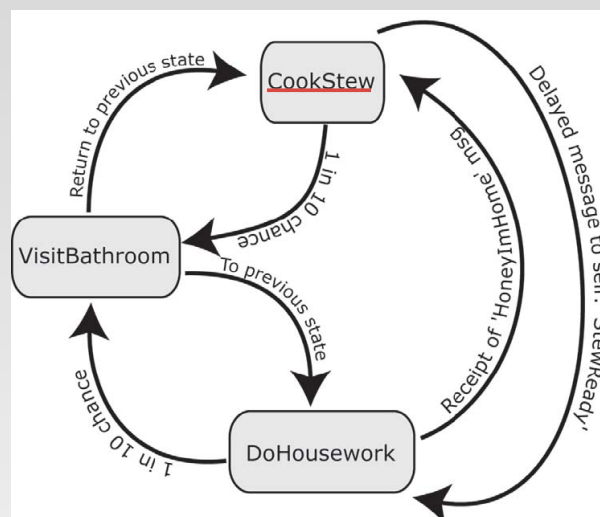 Return to previous state
CookStew
Delayed message to self: 'StewReady'
1 in 10 chance
Receipt of 'HoneyImHome' msg
VisitBathroom
To previous state
1 in 10 chance
DoHousework